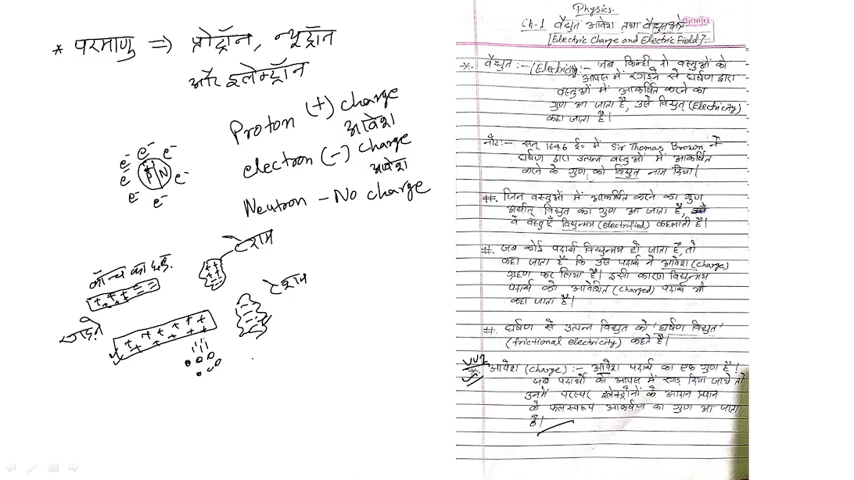 * परमाणु ⇒ प्रोट्रॉन, न्यूट्रॉन
और इलेक्ट्रॉन
Proton (+) charge
आवेश
electron (-) charge
आवेश
Neutron - No charge
e⁻ e⁻ e⁻
e⁻ P N e⁻
e⁻ e⁻ e⁻
रेशम
काँच की छड़
रेशम
Physics
Ch-1 वैद्युत आवेश तथा वैद्युत क्षेत्र
[Electric Charge and Electric Field]:-
*. वैद्युत :- (Electricity) :- जब किन्ही दो वस्तुओं को
आपस में रगड़ने से घर्षण द्वारा
वस्तुओं में आकर्षित करने का
गुण आ जाता है, उसे विद्युत (Electricity)
कहा जाता है।
नोट:- सन् 1646 ई० में Sir Thomas Brown ने
घर्षण द्वारा उत्पन्न वस्तुओं में आकर्षित
करने के गुण को विद्युत नाम दिया।
#. जिन वस्तुओं में आकर्षित करने का गुण
अर्थात् विद्युत का गुण आ जाता है,
वे वस्तुएँ विद्युन्मय (electrified) कहलाती है।
#. जब कोई पदार्थ विद्युन्मय हो जाता है, तो
कहा जाता है कि उस पदार्थ ने आवेश (charge)
ग्रहण कर लिया है। इसी कारण विद्युन्मय
पदार्थ को आवेशित (charged) पदार्थ भी
कहा जाता है।
#. घर्षण से उत्पन्न विद्युत को 'घर्षण विद्युत'
(frictional electricity) कहते है।
आवेश (charge) :- आवेश पदार्थ का एक गुण है।
जब पदार्थों को आपस में रगड़ दिया जाये तो
उनमें परस्पर इलेक्ट्रॉनों के आदान प्रदान
के फलस्वरूप आकर्षण का गुण आ जाता
है।